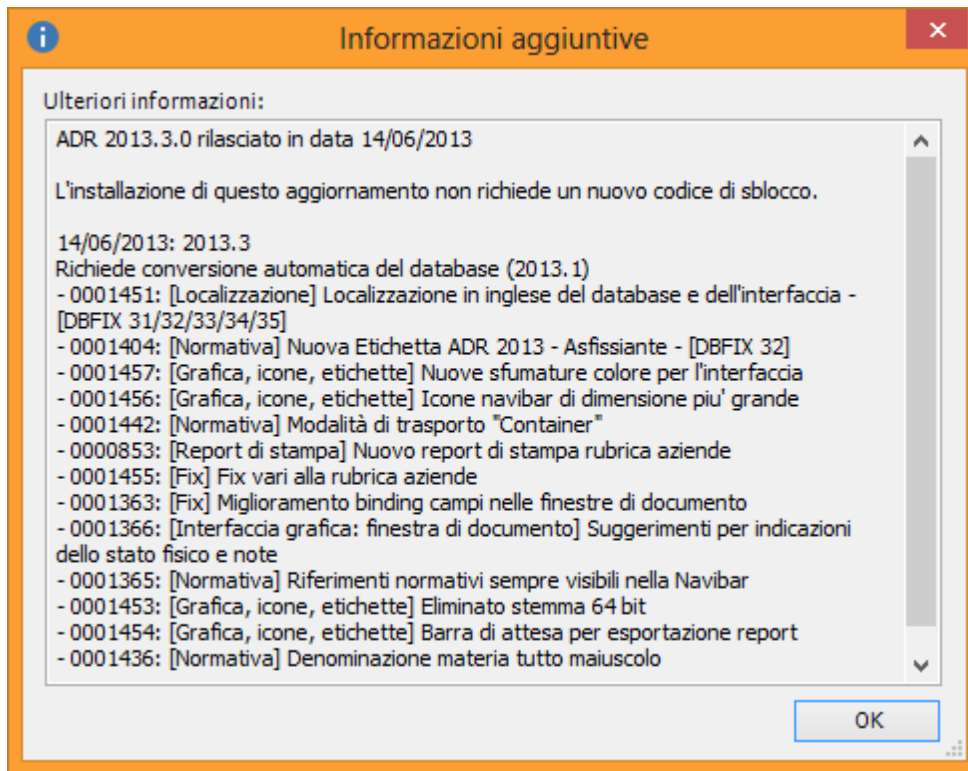 Informazioni aggiuntive
Ulteriori informazioni:
ADR 2013.3.0 rilasciato in data 14/06/2013
L'installazione di questo aggiornamento non richiede un nuovo codice di sblocco.
14/06/2013: 2013.3
Richiede conversione automatica del database (2013.1)
- 0001451: [Localizzazione] Localizzazione in inglese del database e dell'interfaccia -
[DBFIX 31/32/33/34/35]
- 0001404: [Normativa] Nuova Etichetta ADR 2013 - Asfissiante - [DBFIX 32]
- 0001457: [Grafica, icone, etichette] Nuove sfumature colore per l'interfaccia
- 0001456: [Grafica, icone, etichette] Icone navbar di dimensione piu' grande
- 0001442: [Normativa] Modalità di trasporto "Container"
- 0000853: [Report di stampa] Nuovo report di stampa rubrica aziende
- 0001455: [Fix] Fix vari alla rubrica aziende
- 0001363: [Fix] Miglioramento binding campi nelle finestre di documento
- 0001366: [Interfaccia grafica: finestra di documento] Suggerimenti per indicazioni
dello stato fisico e note
- 0001365: [Normativa] Riferimenti normativi sempre visibili nella Navibar
- 0001453: [Grafica, icone, etichette] Eliminato stemma 64 bit
- 0001454: [Grafica, icone, etichette] Barra di attesa per esportazione report
- 0001436: [Normativa] Denominazione materia tutto maiuscolo
OK